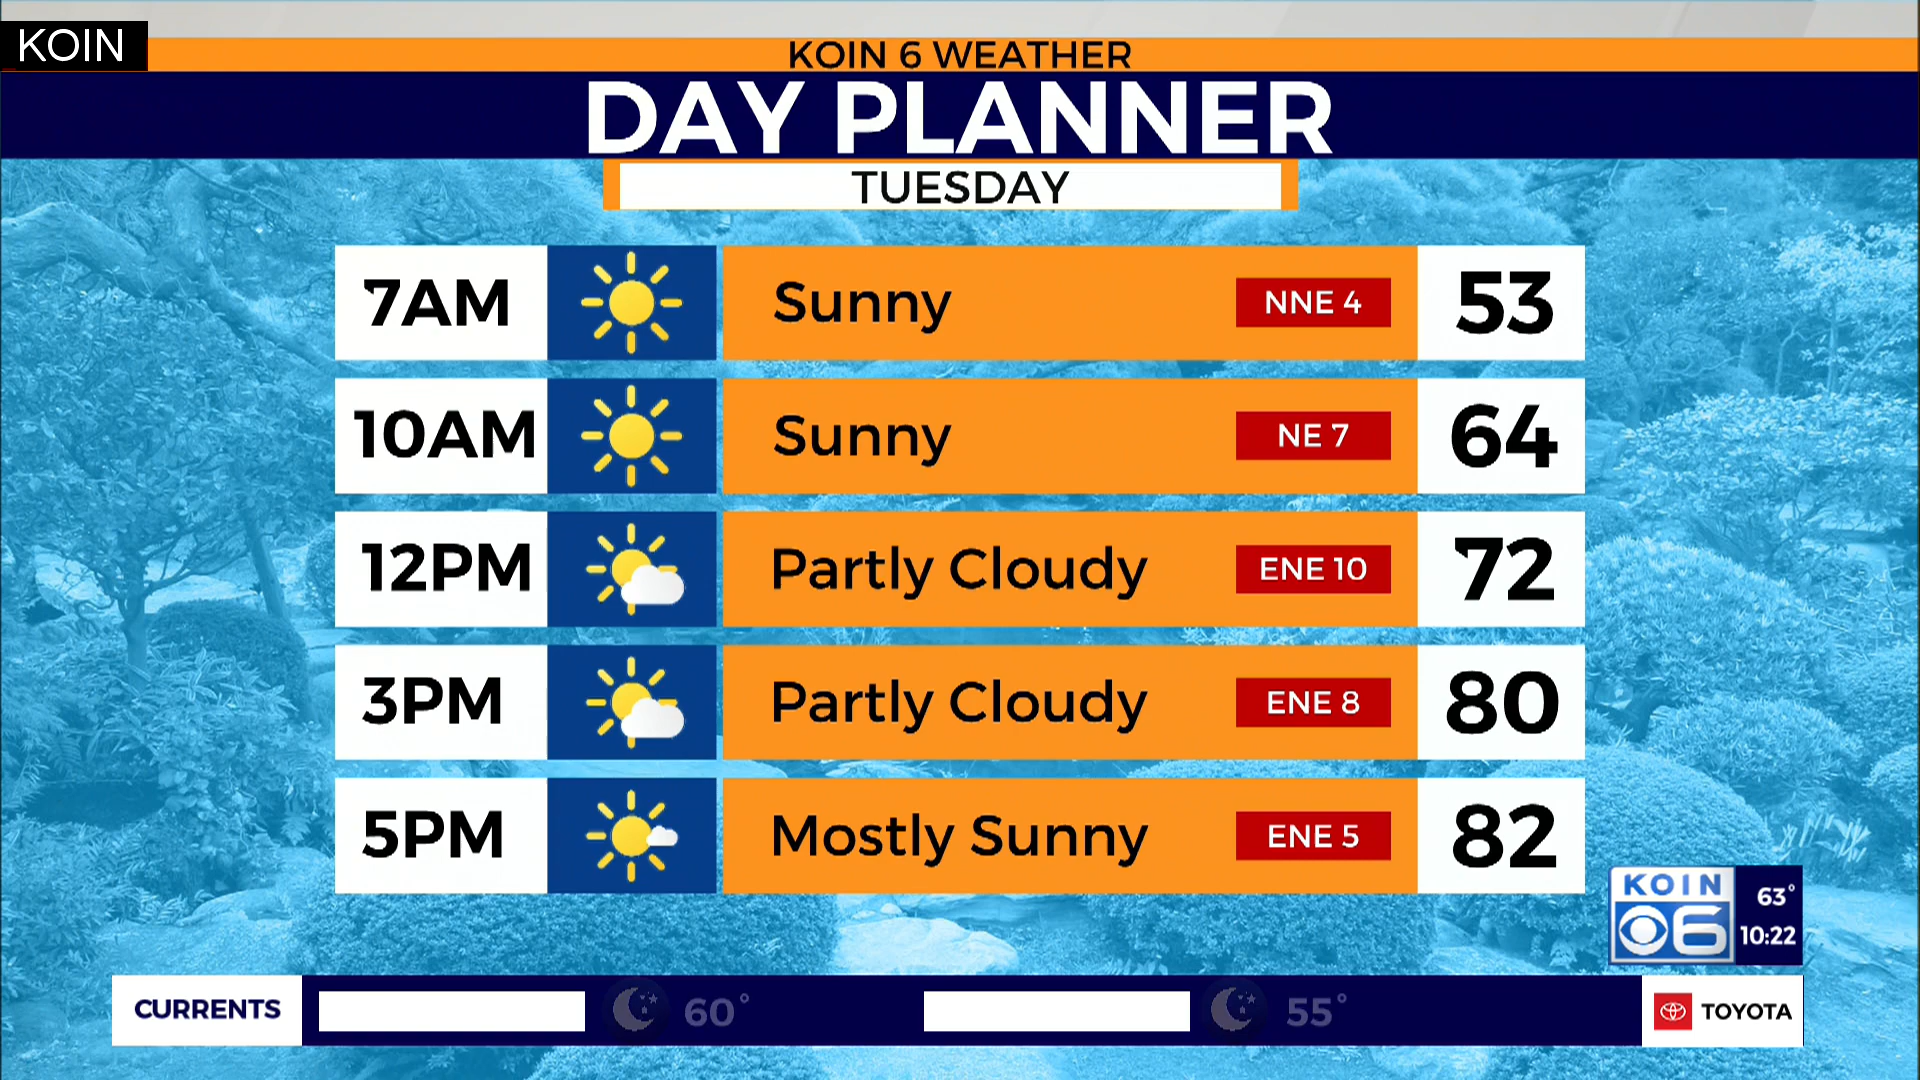 KOIN
KOIN 6 WEATHER
DAY PLANNER
TUESDAY
7AM Sunny NNE 4 53
10AM Sunny NE 7 64
12PM Partly Cloudy ENE 10 72
3PM Partly Cloudy ENE 8 80
5PM Mostly Sunny ENE 5 82
KOIN
6
63°
10:22
CURRENTS 60° 55° TOYOTA